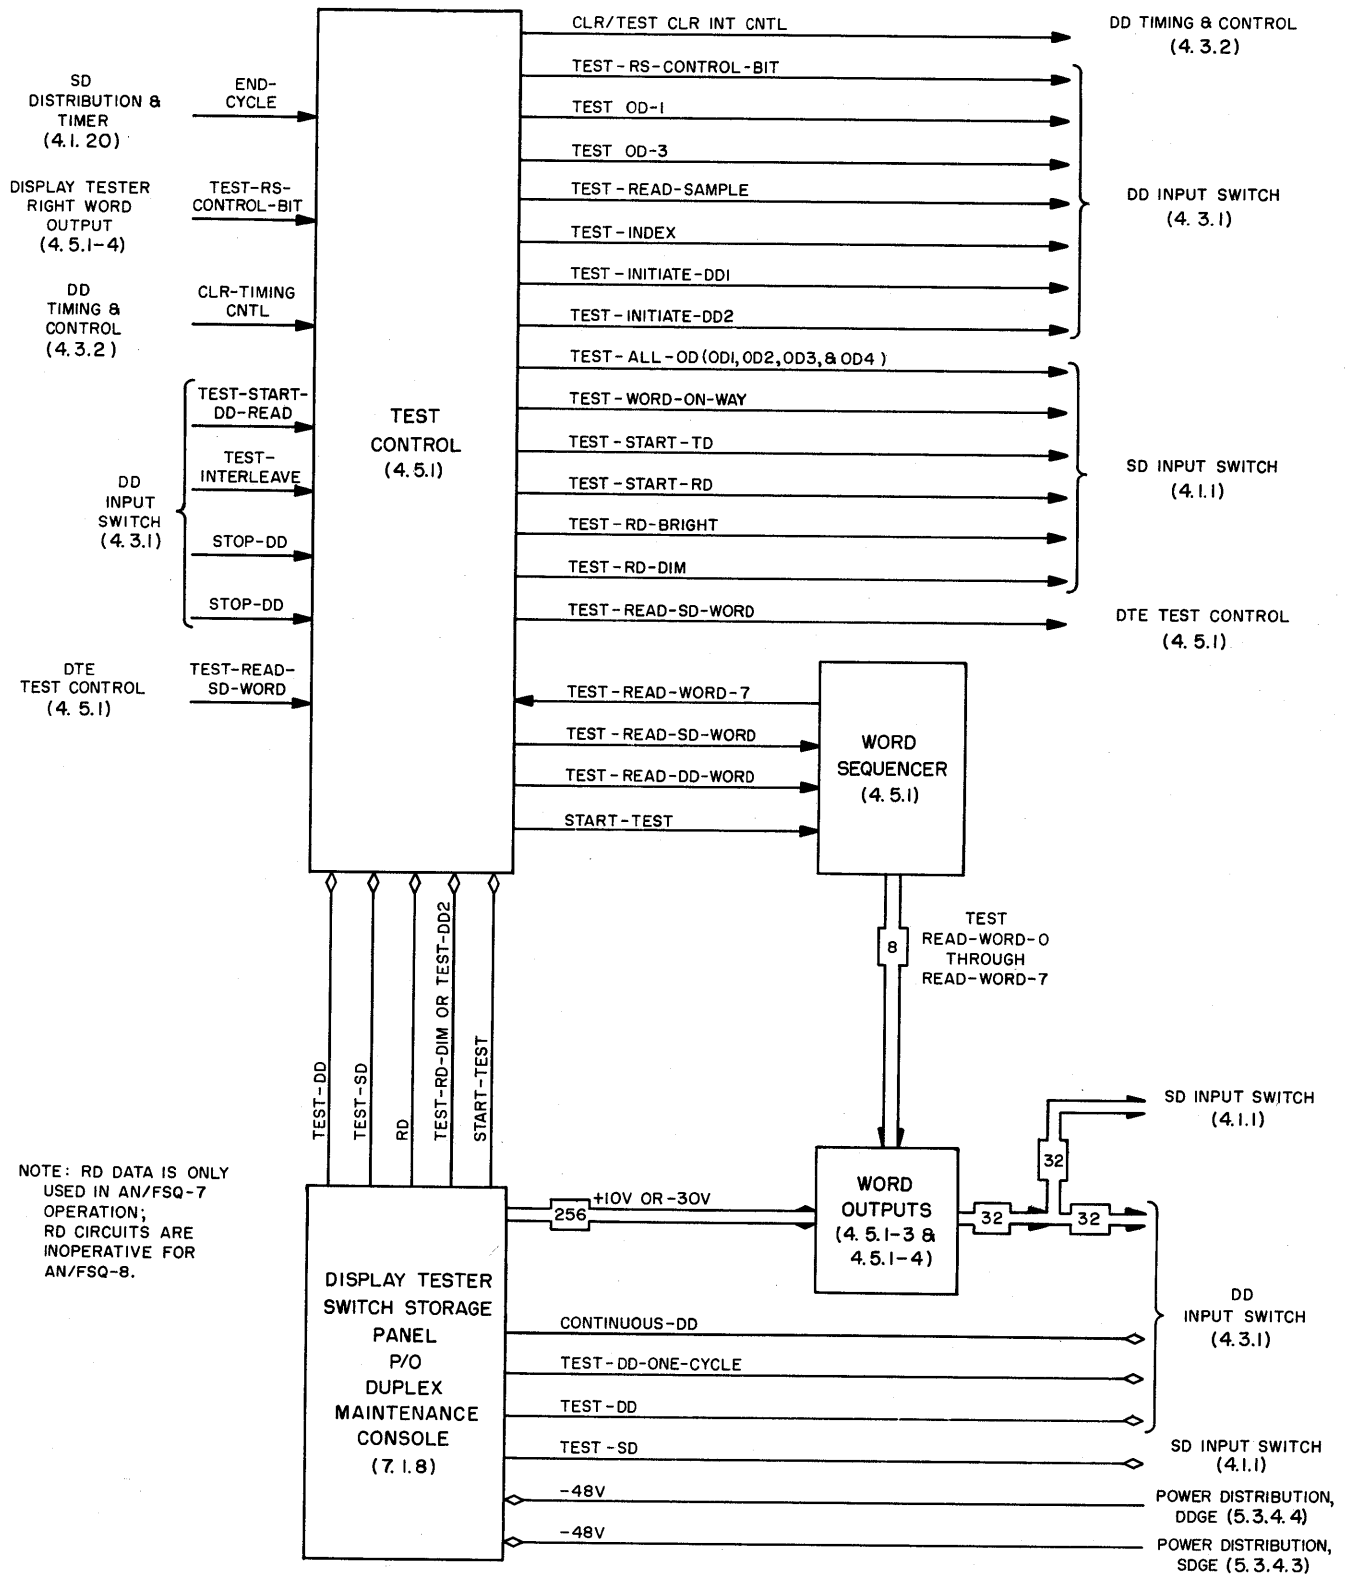 CLR/TEST CLR INT CNTL
DD TIMING & CONTROL
(4.3.2)
SD
DISTRIBUTION &
TIMER
(4.1.20)
END-
CYCLE
DISPLAY TESTER
RIGHT WORD
OUTPUT
(4.5.1-4)
TEST-RS-
CONTROL-BIT
DD
TIMING &
CONTROL
(4.3.2)
CLR-TIMING
CNTL
DD
INPUT
SWITCH
(4.3.1)
TEST-START-
DD-READ
TEST-
INTERLEAVE
STOP-DD
STOP-DD
DTE
TEST CONTROL
(4.5.1)
TEST-READ-
SD-WORD
TEST
CONTROL
(4.5.1)
TEST-RS-CONTROL-BIT
TEST OD-1
TEST OD-3
TEST-READ-SAMPLE
TEST-INDEX
TEST-INITIATE-DD1
TEST-INITIATE-DD2
DD INPUT SWITCH
(4.3.1)
TEST-ALL-OD (OD1, OD2, OD3, & OD4)
TEST-WORD-ON-WAY
TEST-START-TD
TEST-START-RD
TEST-RD-BRIGHT
TEST-RD-DIM
SD INPUT SWITCH
(4.1.1)
TEST-READ-SD-WORD
DTE TEST CONTROL
(4.5.1)
TEST-READ-WORD-7
TEST-READ-SD-WORD
TEST-READ-DD-WORD
START-TEST
WORD
SEQUENCER
(4.5.1)
8
TEST
READ-WORD-0
THROUGH
READ-WORD-7
TEST-DD
TEST-SD
RD
TEST-RD-DIM OR TEST-DD2
START-TEST
NOTE: RD DATA IS ONLY
USED IN AN/FSQ-7
OPERATION;
RD CIRCUITS ARE
INOPERATIVE FOR
AN/FSQ-8.
DISPLAY TESTER
SWITCH STORAGE
PANEL
P/O
DUPLEX
MAINTENANCE
CONSOLE
(7.1.8)
256
+10V OR -30V
WORD
OUTPUTS
(4.5.1-3 &
4.5.1-4)
32
32
32
SD INPUT SWITCH
(4.1.1)
DD
INPUT SWITCH
(4.3.1)
CONTINUOUS-DD
TEST-DD-ONE-CYCLE
TEST-DD
TEST-SD
SD INPUT SWITCH
(4.1.1)
-48V
POWER DISTRIBUTION,
DDGE (5.3.4.4)
-48V
POWER DISTRIBUTION,
SDGE (5.3.4.3)